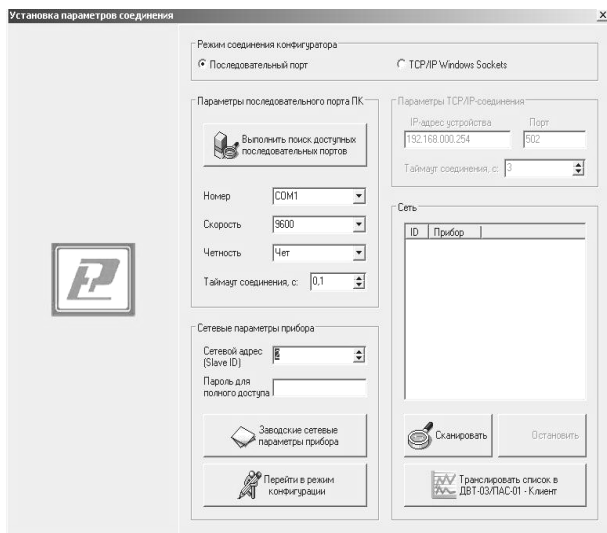 Установка параметров соединения
Режим соединения конфигуратора
Последовательный порт
TCP/IP Windows Sockets
Параметры последовательного порта ПК
Выполнить поиск доступных
последовательных портов
Номер
COM1
Скорость
9600
Четность
Чет
Таймаут соединения, с:
0,1
Параметры TCP/IP-соединения
IP-адрес устройства
Порт
192.168.000.254
502
Таймаут соединения, с:
3
Сеть
ID
Прибор
Сетевые параметры прибора
Сетевой адрес
(Slave ID)
Пароль для
полного доступа
Заводские сетевые
параметры прибора
Перейти в режим
конфигурации
Сканировать
Остановить
Транслировать список в
ДВТ-03/ПАС-01 - Клиент